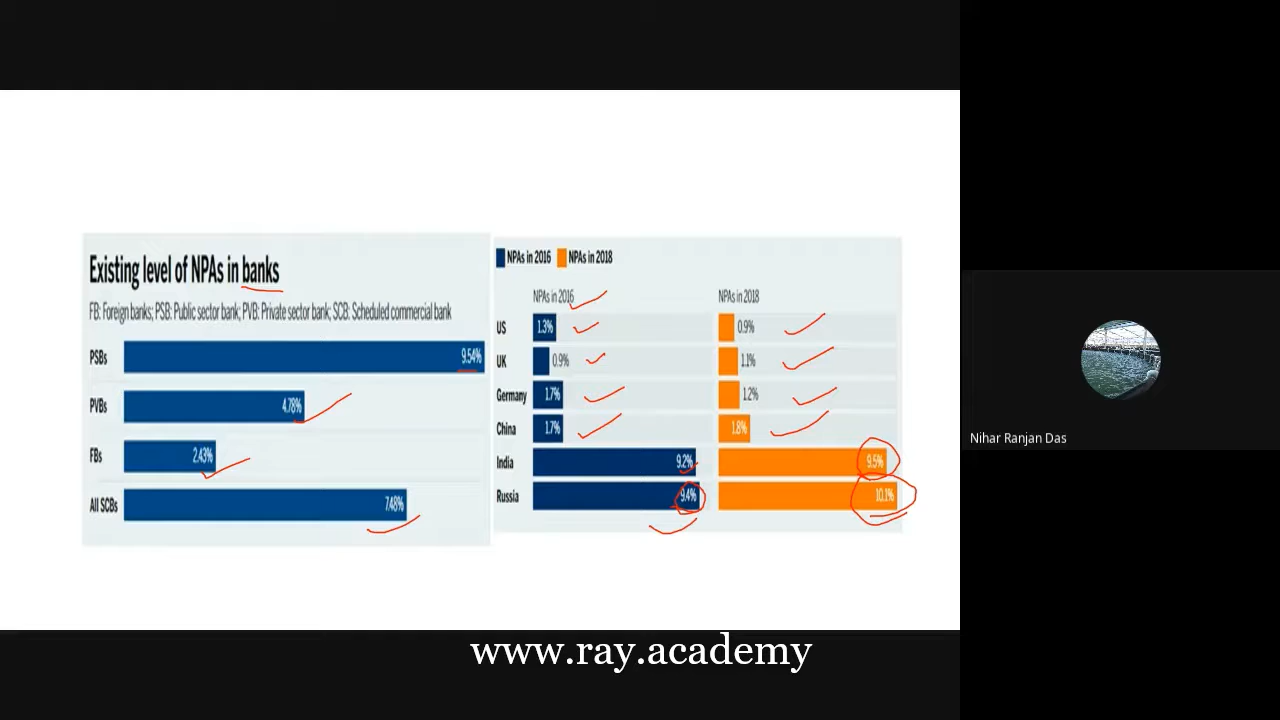 Existing level of NPAs in banks
FB: Foreign banks; PSB: Public sector bank; PVB: Private sector bank; SCB: Scheduled commercial bank
PSBs 9.54%
PVBs 4.78%
FBs 2.43%
All SCBs 7.48%
NPAs in 2016 NPAs in 2018
NPAs in 2016 NPAs in 2018
US 1.3% 0.9%
UK 0.9% 1.1%
Germany 1.7% 1.2%
China 1.7% 1.8%
India 9.2% 9.5%
Russia 9.4% 10.1%
Nihar Ranjan Das
www.ray.academy